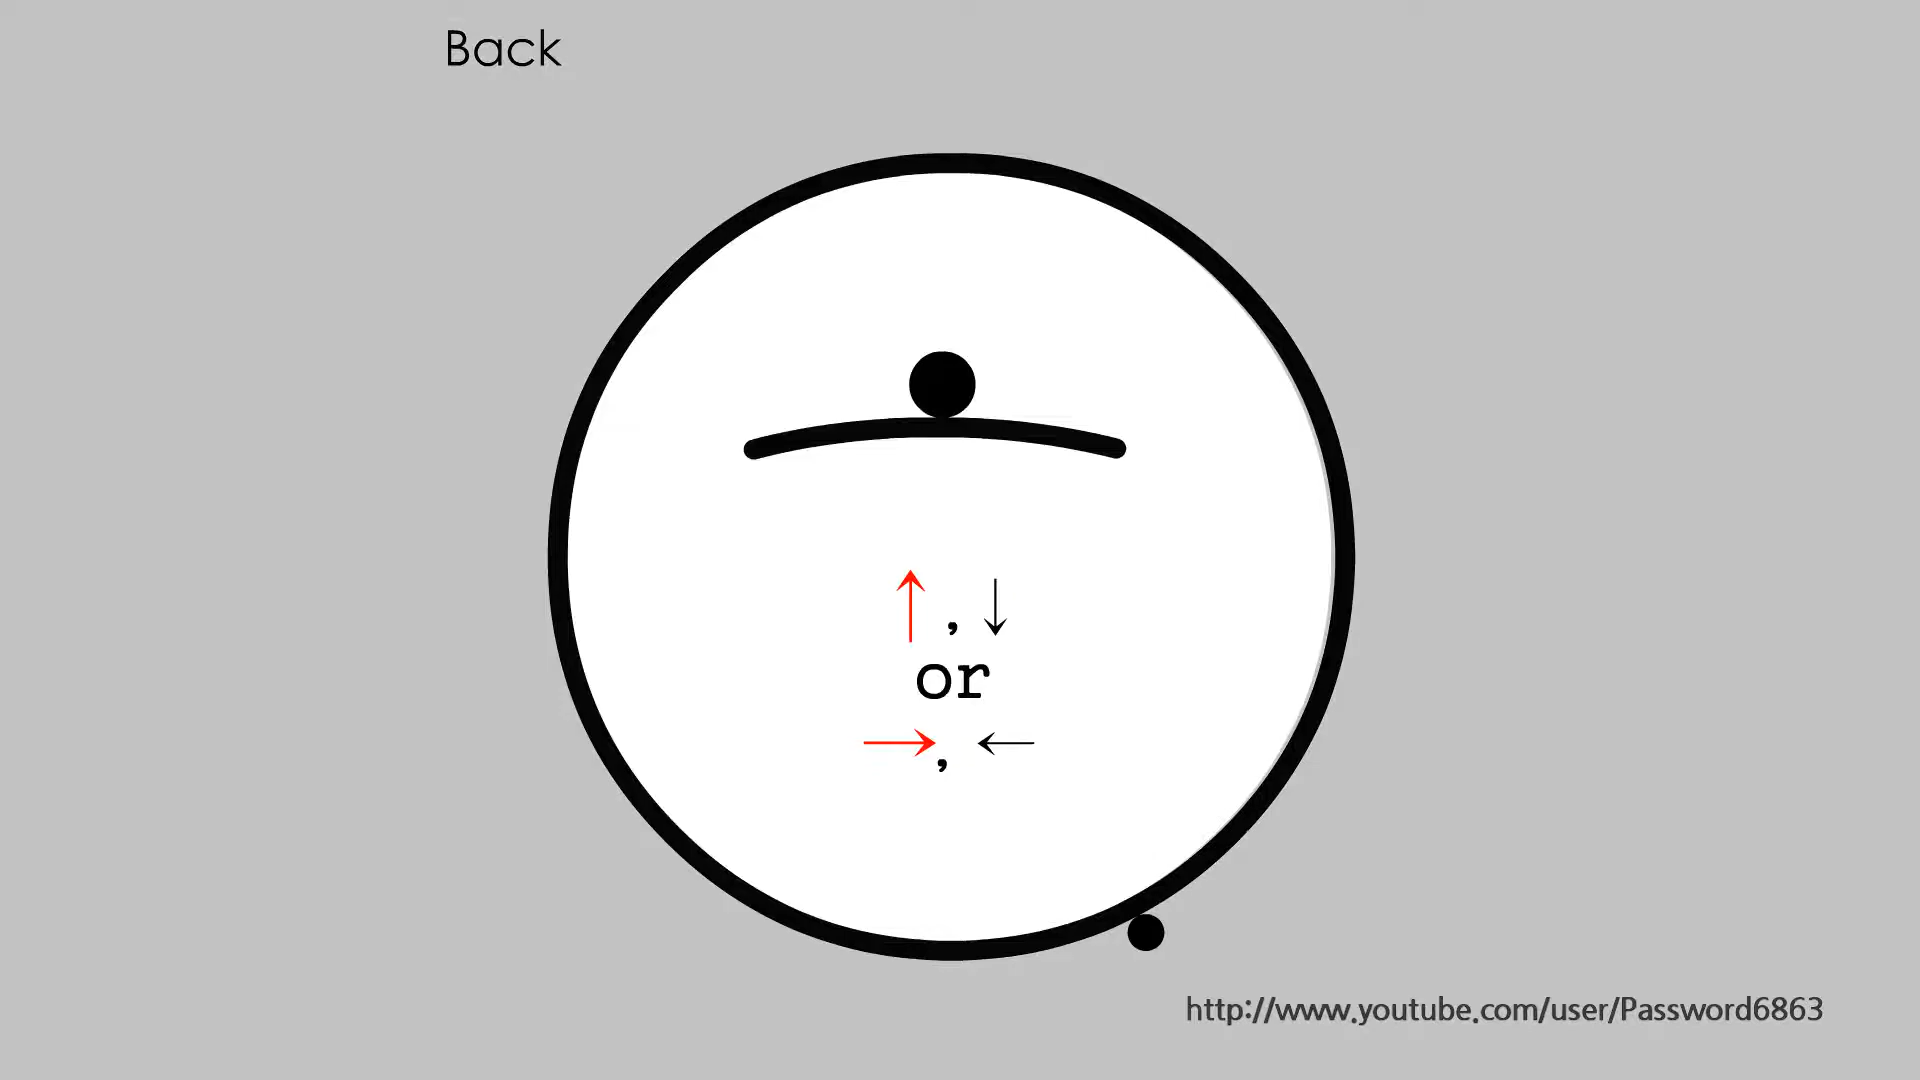 Back
↑ , ↓
or
→, ←
http://www.youtube.com/user/Password6863